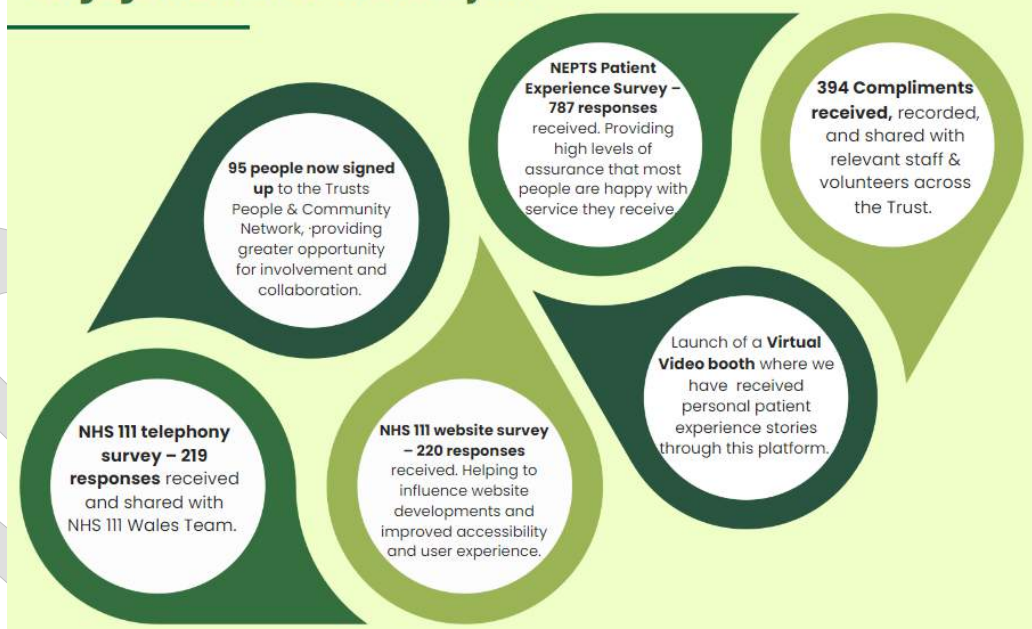 95 people now signed
up to the Trusts
People & Community
Network, ·providing
greater opportunity
for involvement and
collaboration.
NEPTS Patient
Experience Survey –
787 responses
received. Providing
high levels of
assurance that most
people are happy with
service they receive.
394 Compliments
received, recorded,
and shared with
relevant staff &
volunteers across
the Trust.
NHS 111 telephony
survey – 219
responses received
and shared with
NHS 111 Wales Team.
NHS 111 website survey
– 220 responses
received. Helping to
influence website
developments and
improved accessibility
and user experience.
Launch of a Virtual
Video booth where we
have received
personal patient
experience stories
through this platform.